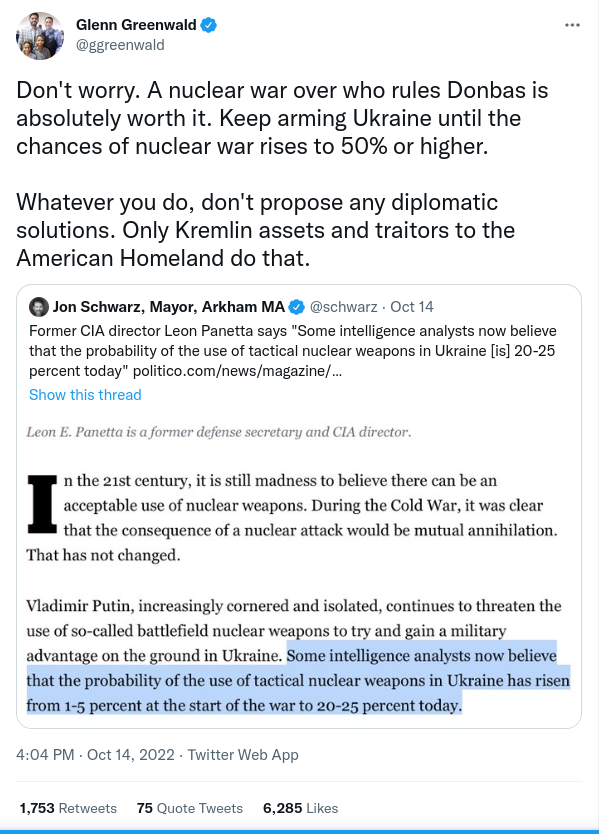 Glenn Greenwald
@ggreenwald
Don't worry. A nuclear war over who rules Donbas is
absolutely worth it. Keep arming Ukraine until the
chances of nuclear war rises to 50% or higher.
Whatever you do, don't propose any diplomatic
solutions. Only Kremlin assets and traitors to the
American Homeland do that.
Jon Schwarz, Mayor, Arkham MA @schwarz · Oct 14
Former CIA director Leon Panetta says "Some intelligence analysts now believe
that the probability of the use of tactical nuclear weapons in Ukraine [is] 20-25
percent today" politico.com/news/magazine/…
Show this thread
Leon E. Panetta is a former defense secretary and CIA director.
In the 21st century, it is still madness to believe there can be an
acceptable use of nuclear weapons. During the Cold War, it was clear
that the consequence of a nuclear attack would be mutual annihilation.
That has not changed.
Vladimir Putin, increasingly cornered and isolated, continues to threaten the
use of so-called battlefield nuclear weapons to try and gain a military
advantage on the ground in Ukraine. Some intelligence analysts now believe
that the probability of the use of tactical nuclear weapons in Ukraine has risen
from 1-5 percent at the start of the war to 20-25 percent today.
4:04 PM · Oct 14, 2022 · Twitter Web App
1,753 Retweets 75 Quote Tweets 6,285 Likes